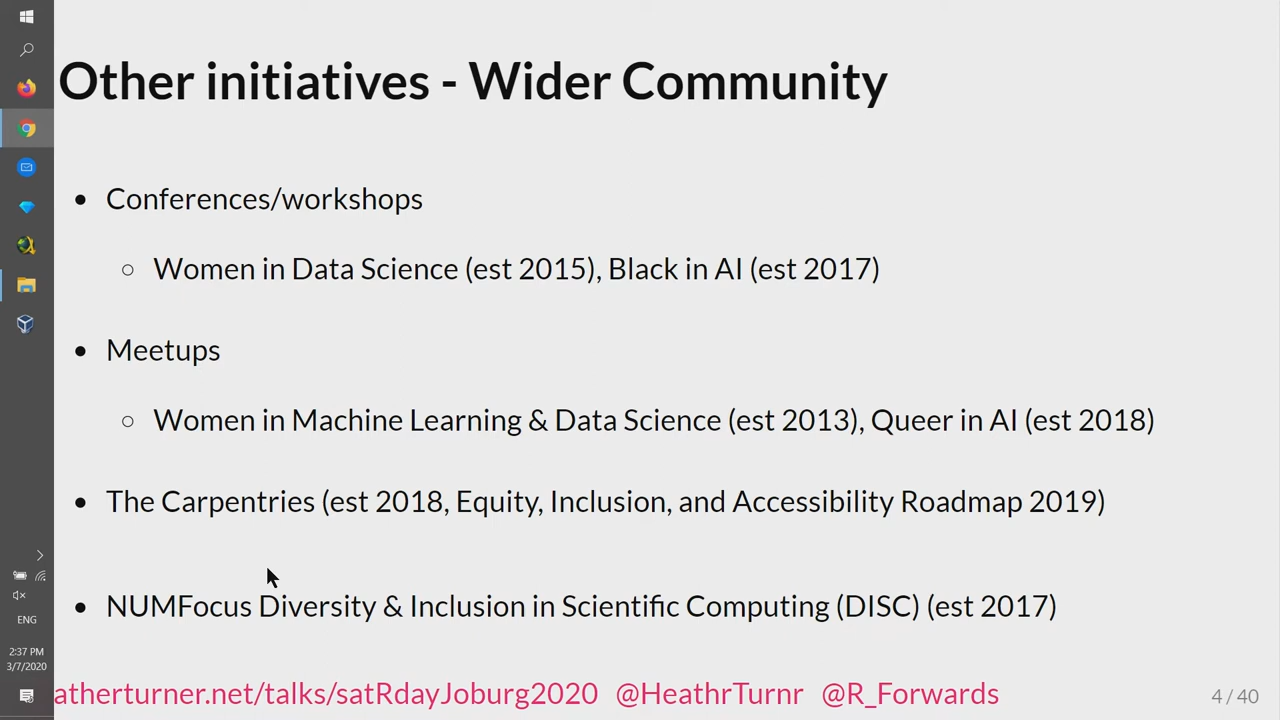 Other initiatives - Wider Community
Conferences/workshops
Women in Data Science (est 2015), Black in AI (est 2017)
Meetups
Women in Machine Learning & Data Science (est 2013), Queer in AI (est 2018)
The Carpentries (est 2018, Equity, Inclusion, and Accessibility Roadmap 2019)
NUMFocus Diversity & Inclusion in Scientific Computing (DISC) (est 2017)
ENG
2:37 PM
3/7/2020
atherturner.net/talks/satRdayJoburg2020 @HeathrTurnr @R_Forwards
4 / 40